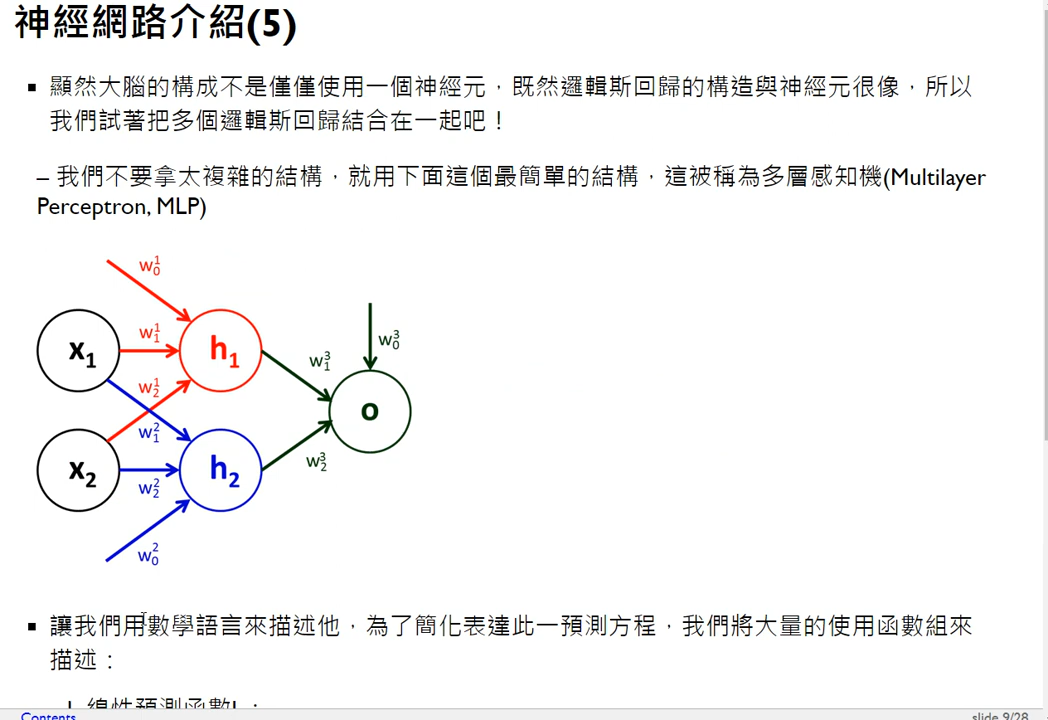 神經網路介紹(5)
▪ 顯然大腦的構成不是僅僅使用一個神經元，既然邏輯斯回歸的構造與神經元很像，所以
我們試著把多個邏輯斯回歸結合在一起吧！
– 我們不要拿太複雜的結構，就用下面這個最簡單的結構，這被稱為多層感知機(Multilayer
Perceptron, MLP)
w₀¹
x₁
w₁¹
h₁
w₂¹
w₁²
x₂
w₂²
h₂
w₀²
w₁³
w₀³
o
w₂³
▪ 讓我們用數學語言來描述他，為了簡化表達此一預測方程，我們將大量的使用函數組來
描述：
線性預測函數L：
Contents
slide 9/28